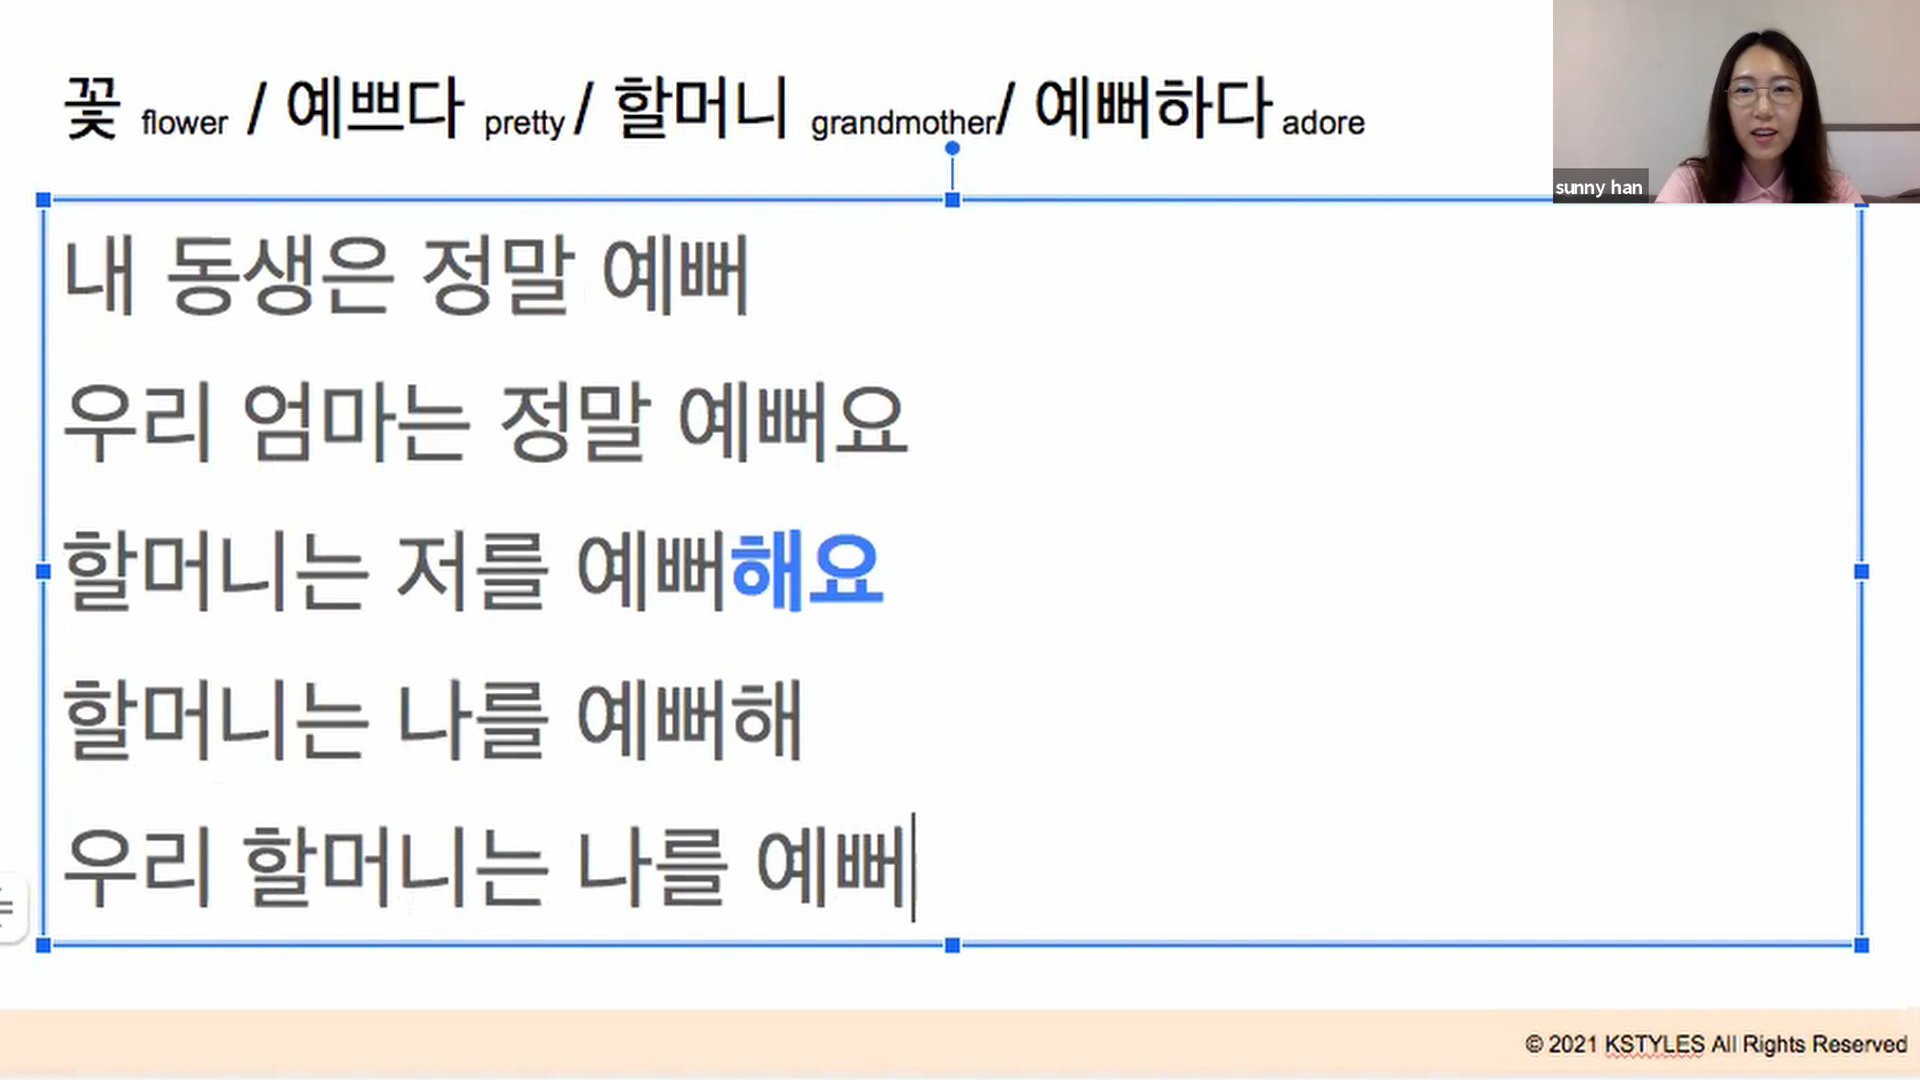 꽃 flower / 예쁘다 pretty / 할머니 grandmother / 예뻐하다 adore
sunny han
내 동생은 정말 예뻐
우리 엄마는 정말 예뻐요
할머니는 저를 예뻐해요
할머니는 나를 예뻐해
우리 할머니는 나를 예뻐
© 2021 KSTYLES All Rights Reserved